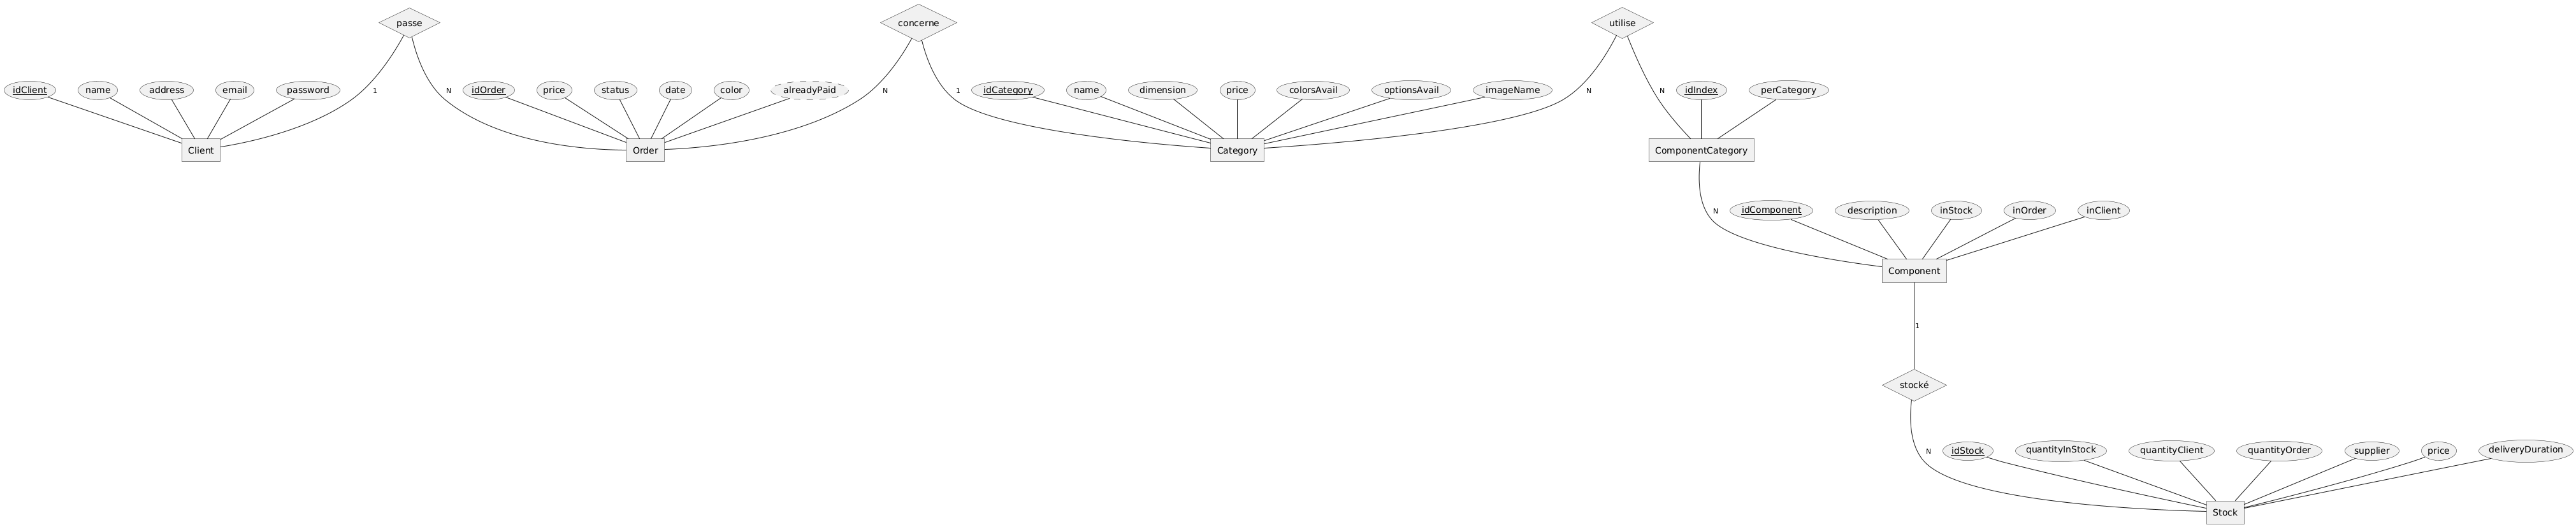 passe
concerne
utilise
idClient
name
address
email
password
1
N
idOrder
price
status
date
color
alreadyPaid
N
1
idCategory
name
dimension
price
colorsAvail
optionsAvail
imageName
N
N
idIndex
perCategory
Client
Order
Category
ComponentCategory
N
idComponent
description
inStock
inOrder
inClient
Component
1
stocké
N
idStock
quantityInStock
quantityClient
quantityOrder
supplier
price
deliveryDuration
Stock